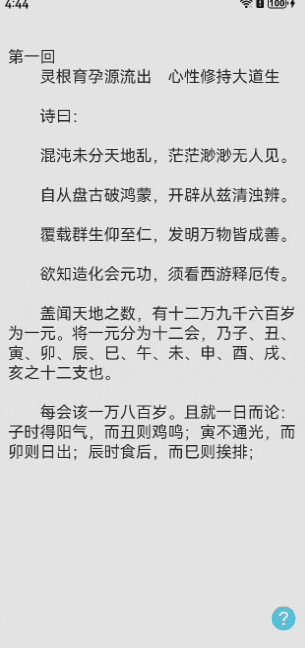 4:44
100
第一回
灵根育孕源流出　心性修持大道生
诗曰：
混沌未分天地乱，茫茫渺渺无人见。
自从盘古破鸿蒙，开辟从兹清浊辨。
覆载群生仰至仁，发明万物皆成善。
欲知造化会元功，须看西游释厄传。
盖闻天地之数，有十二万九千六百岁
为一元。将一元分为十二会，乃子、丑、
寅、卯、辰、巳、午、未、申、酉、戌、
亥之十二支也。
每会该一万八百岁。且就一日而论：
子时得阳气，而丑则鸡鸣；寅不通光，而
卯则日出；辰时食后，而巳则挨排；
?